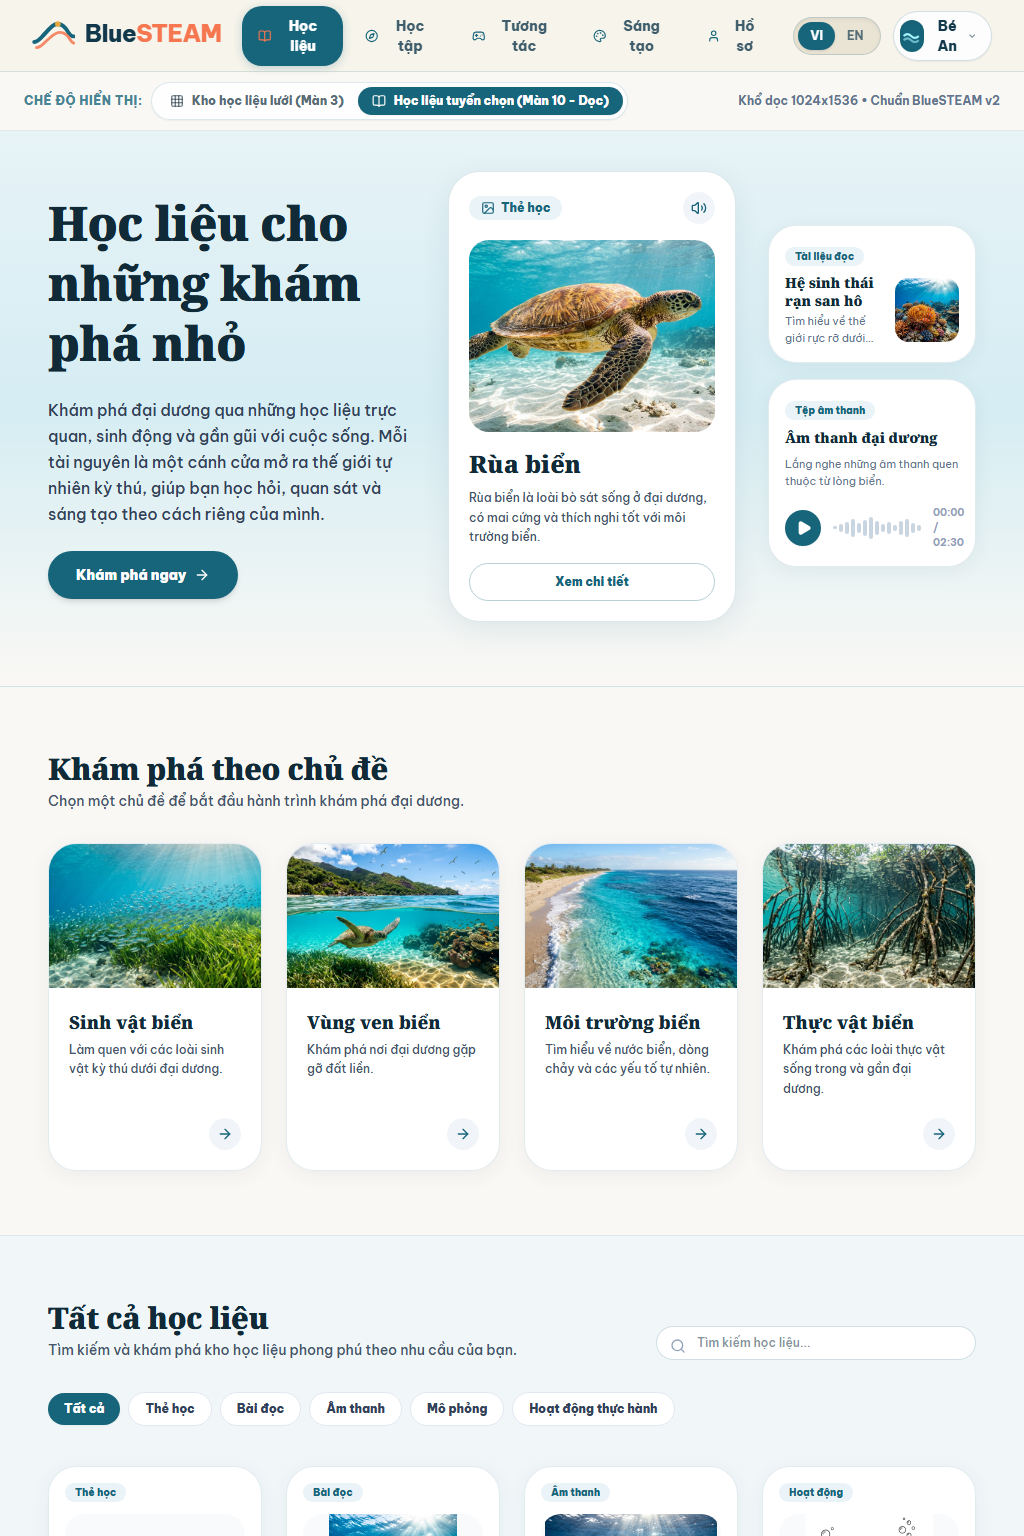 BlueSTEAM
Học liệu
Học tập
Tương tác
Sáng tạo
Hồ sơ
VI EN
Bé An
CHẾ ĐỘ HIỂN THỊ:
Kho học liệu lưới (Màn 3)
Học liệu tuyển chọn (Màn 10 - Dọc)
Khổ dọc 1024x1536 • Chuẩn BlueSTEAM v2
Học liệu cho
những khám
phá nhỏ
Khám phá đại dương qua những học liệu trực
quan, sinh động và gần gũi với cuộc sống. Mỗi
tài nguyên là một cánh cửa mở ra thế giới tự
nhiên kỳ thú, giúp bạn học hỏi, quan sát và
sáng tạo theo cách riêng của mình.
Khám phá ngay
Thẻ học
Rùa biển
Rùa biển là loài bò sát sống ở đại dương,
có mai cứng và thích nghi tốt với môi
trường biển.
Xem chi tiết
Tài liệu đọc
Hệ sinh thái
rạn san hô
Tìm hiểu về thế
giới rực rỡ dưới...
Tệp âm thanh
Âm thanh đại dương
Lắng nghe những âm thanh quen
thuộc từ lòng biển.
00:00
/
02:30
Khám phá theo chủ đề
Chọn một chủ đề để bắt đầu hành trình khám phá đại dương.
Sinh vật biển
Làm quen với các loài sinh
vật kỳ thú dưới đại dương.
Vùng ven biển
Khám phá nơi đại dương gặp
gỡ đất liền.
Môi trường biển
Tìm hiểu về nước biển, dòng
chảy và các yếu tố tự nhiên.
Thực vật biển
Khám phá các loài thực vật
sống trong và gần đại
dương.
Tất cả học liệu
Tìm kiếm và khám phá kho học liệu phong phú theo nhu cầu của bạn.
Tìm kiếm học liệu...
Tất cả
Thẻ học
Bài đọc
Âm thanh
Mô phỏng
Hoạt động thực hành
Thẻ học
Bài đọc
Âm thanh
Hoạt động